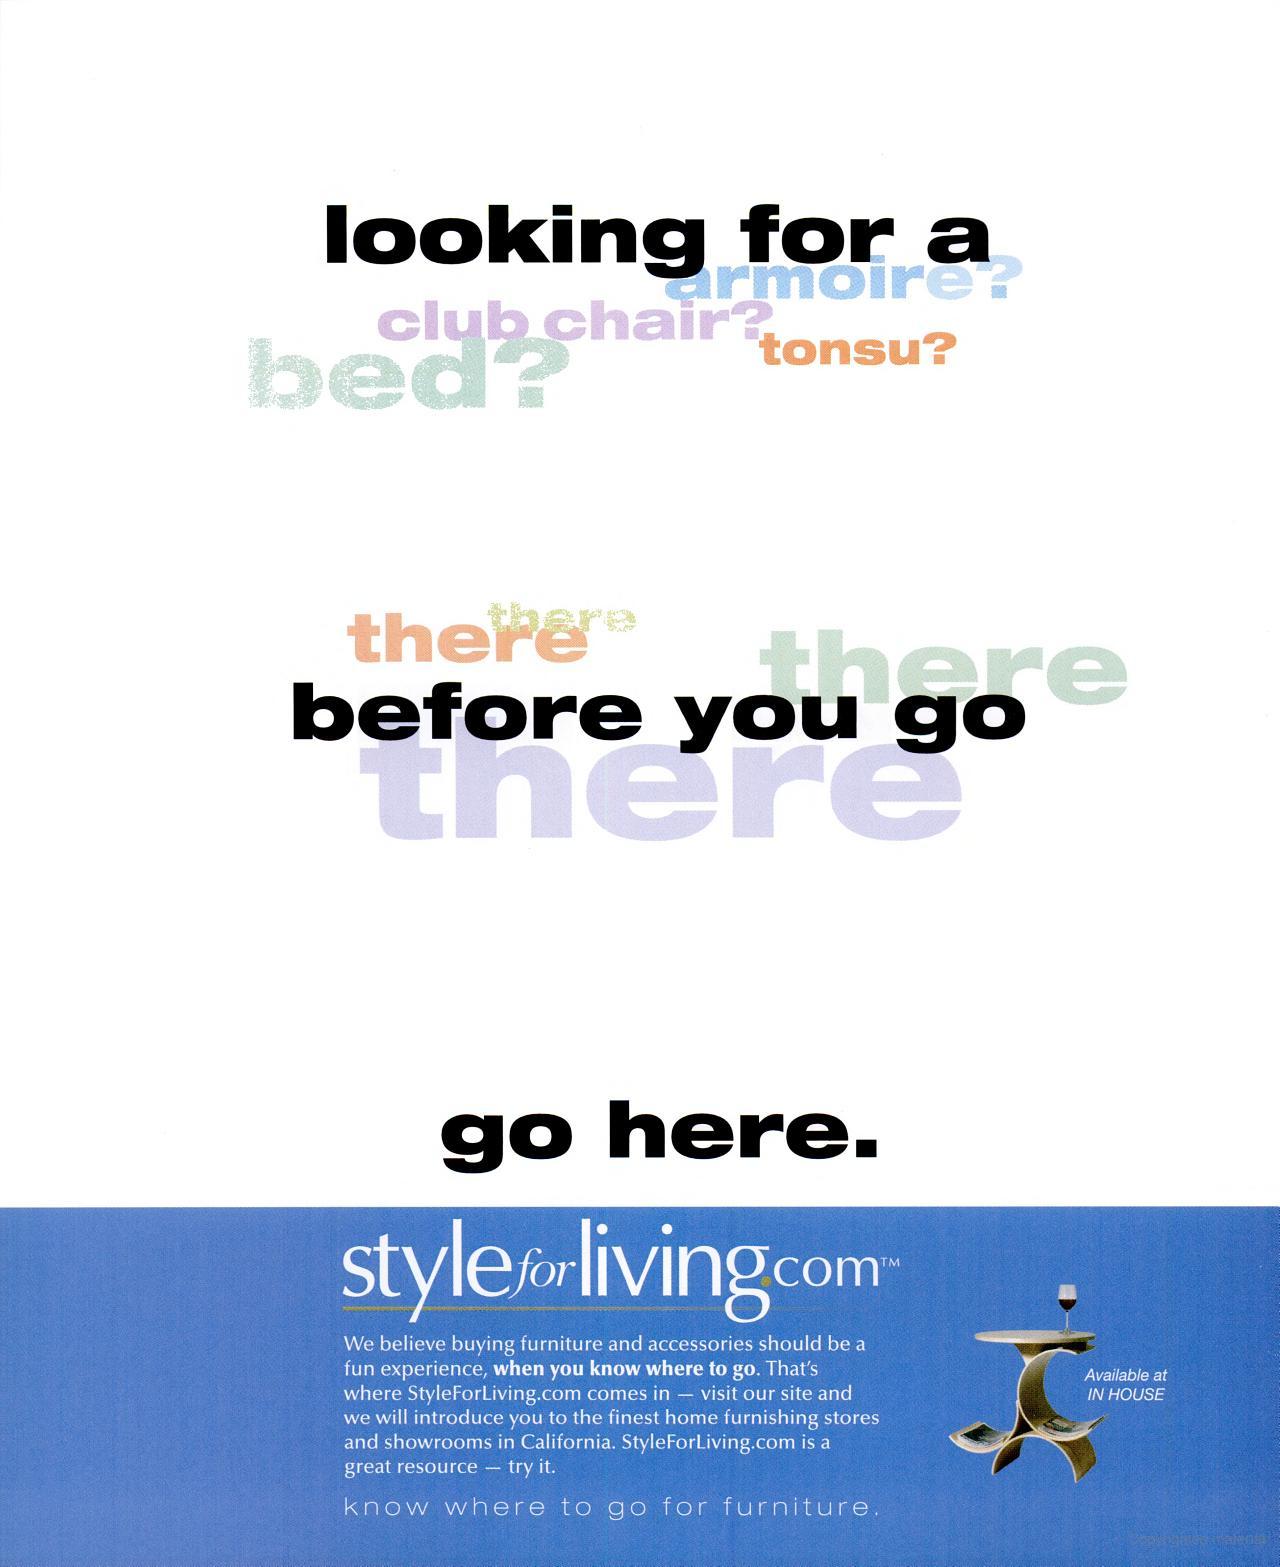 looking for a
armoire?
club chair?
tonsu?
bed?
there
there
there
before you go
there
go here.
styleforliving.com™
We believe buying furniture and accessories should be a
fun experience, when you know where to go. That's
where StyleForLiving.com comes in — visit our site and
we will introduce you to the finest home furnishing stores
and showrooms in California. StyleForLiving.com is a
great resource — try it.
know where to go for furniture.
Available at
IN HOUSE
Copyrighted material